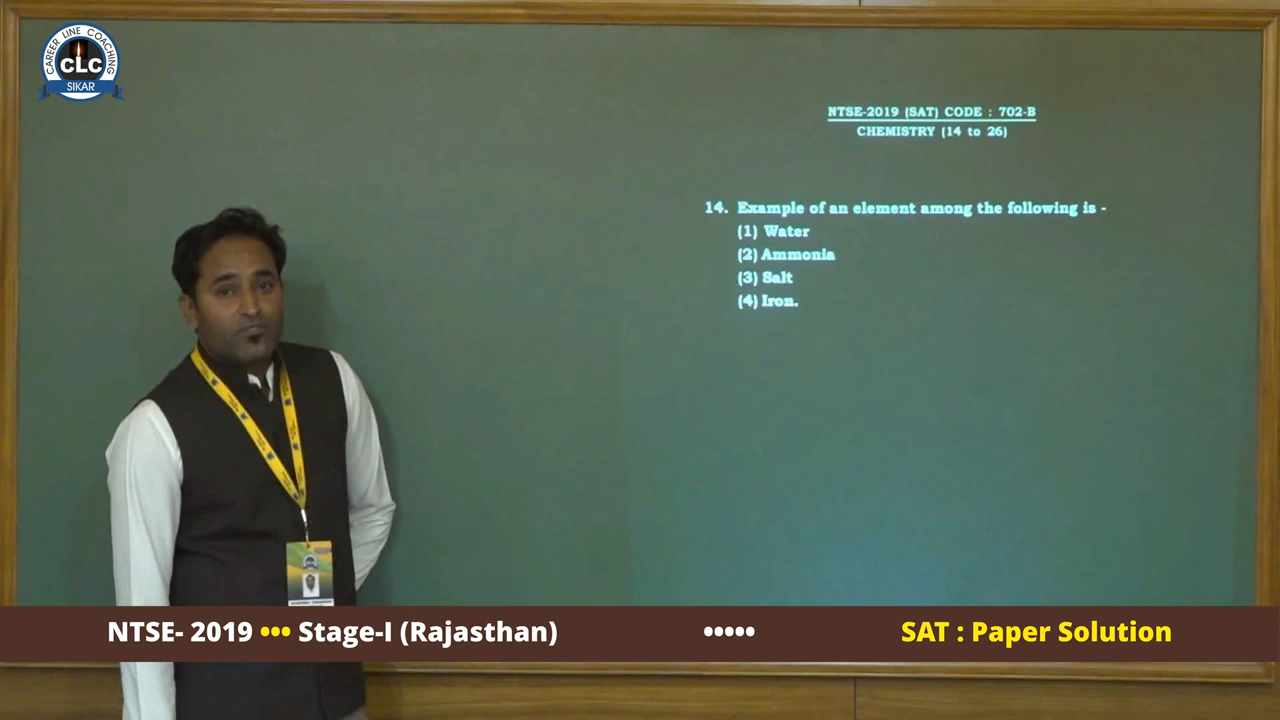 CAREER LINE COACHING
CLC
SIKAR
NTSE-2019 (SAT) CODE : 702-B
CHEMISTRY (14 to 26)
14. Example of an element among the following is -
(1) Water
(2) Ammonia
(3) Salt
(4) Iron.
NTSE- 2019 ••• Stage-I (Rajasthan) ••••• SAT : Paper Solution